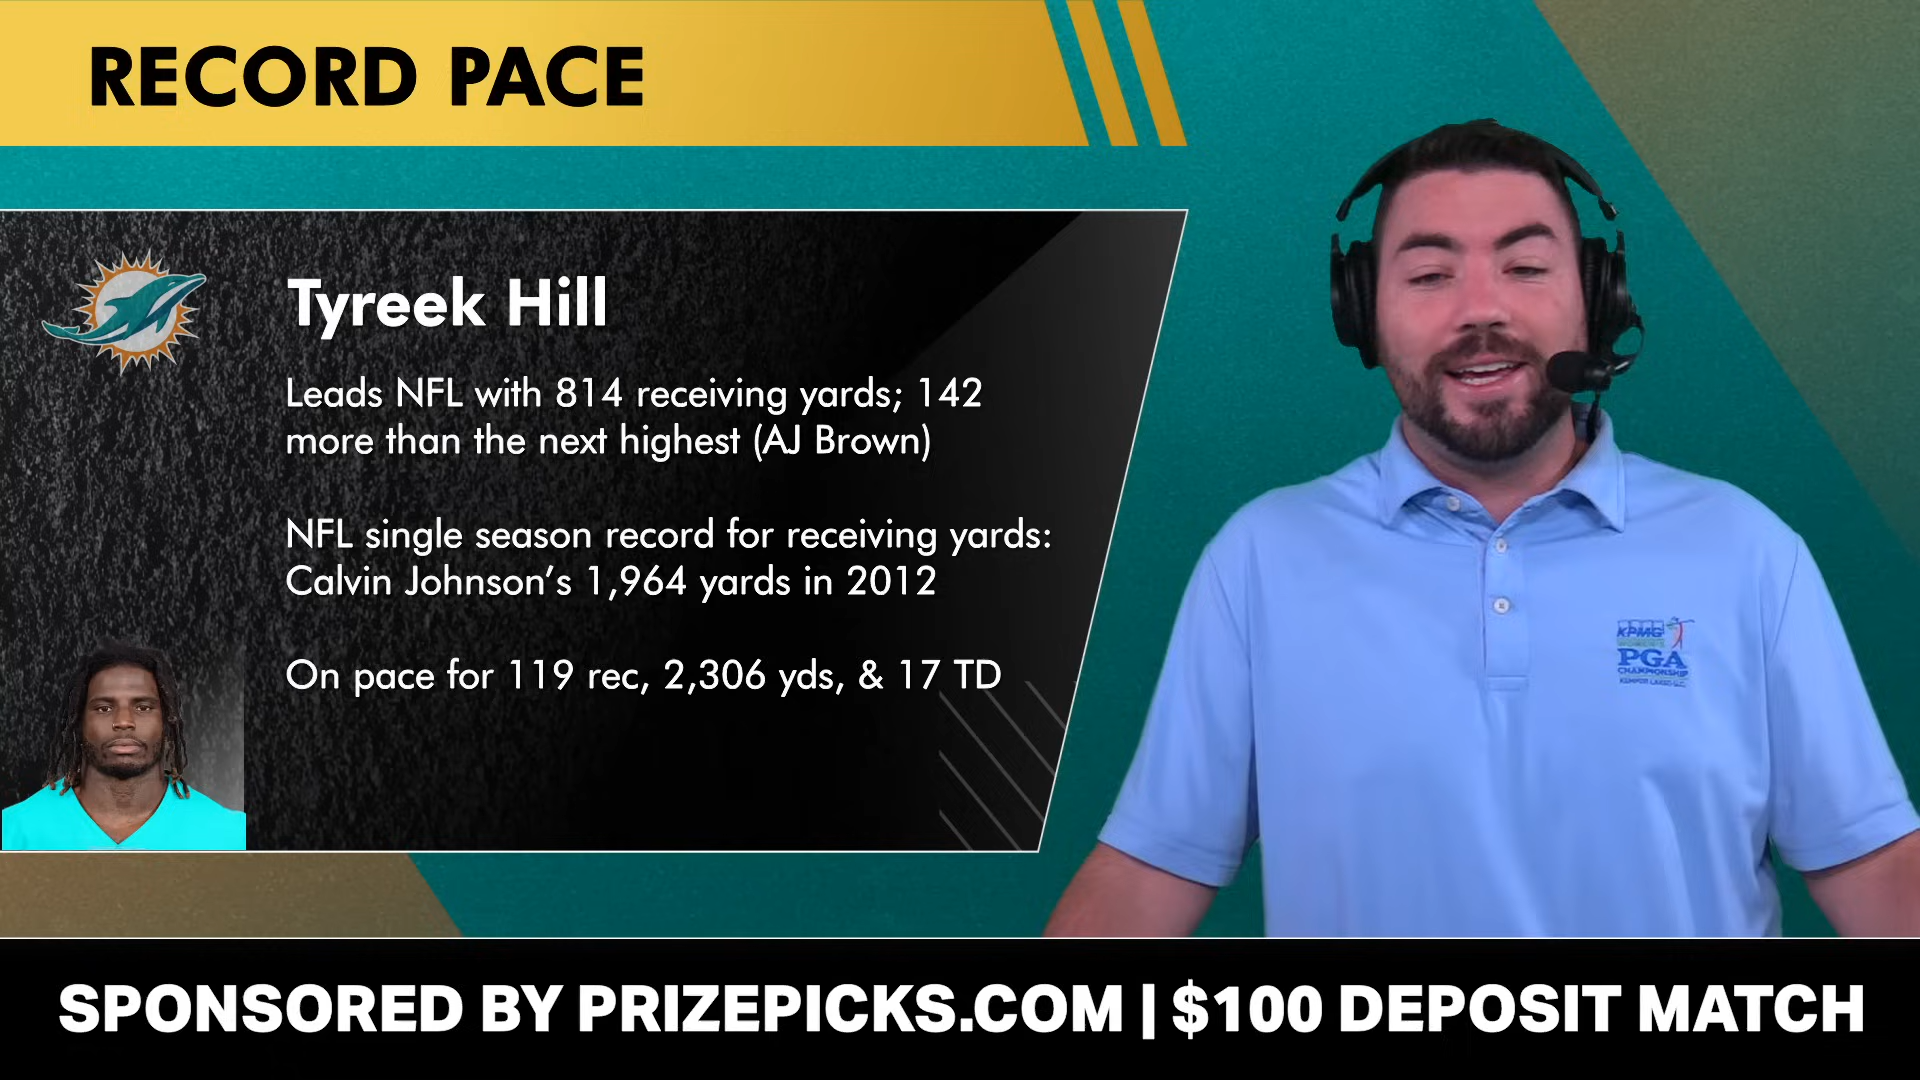 RECORD PACE
Tyreek Hill
Leads NFL with 814 receiving yards; 142
more than the next highest (AJ Brown)
NFL single season record for receiving yards:
Calvin Johnson’s 1,964 yards in 2012
On pace for 119 rec, 2,306 yds, & 17 TD
KPMG
PGA
CHAMPIONSHIP
SPONSORED BY PRIZEPICKS.COM | $100 DEPOSIT MATCH